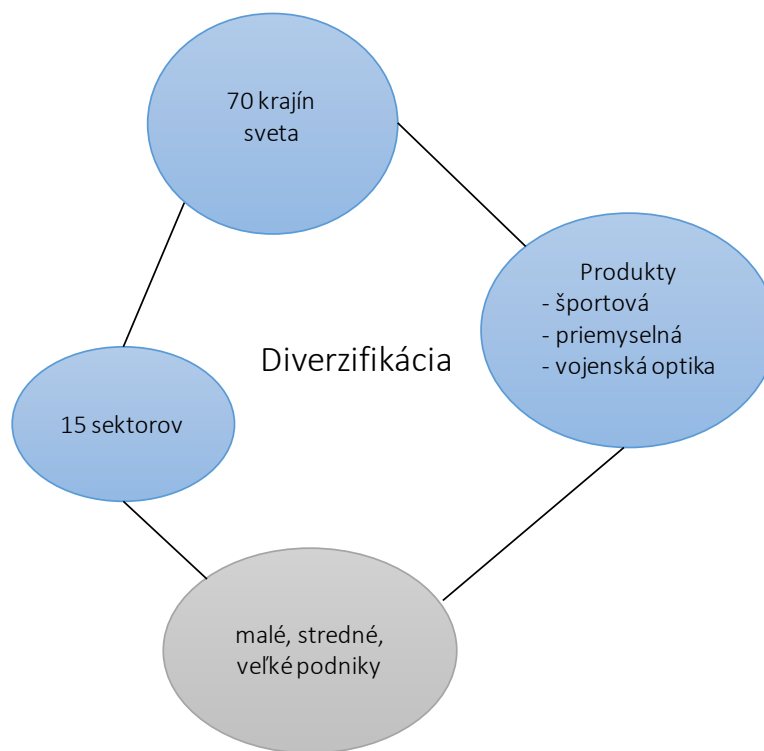 70 krajín
sveta
Produkty
- športová
- priemyselná
- vojenská optika
Diverzifikácia
15 sektorov
malé, stredné,
veľké podniky